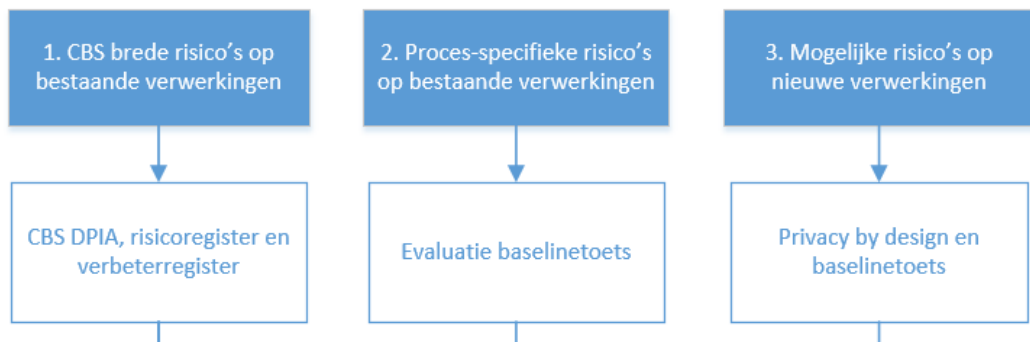 1. CBS brede risico's op
bestaande verwerkingen
2. Proces-specifieke risico's
op bestaande verwerkingen
3. Mogelijke risico's op
nieuwe verwerkingen
CBS DPIA, risicoregister en
verbeterregister
Evaluatie baselinetoets
Privacy by design en
baselinetoets